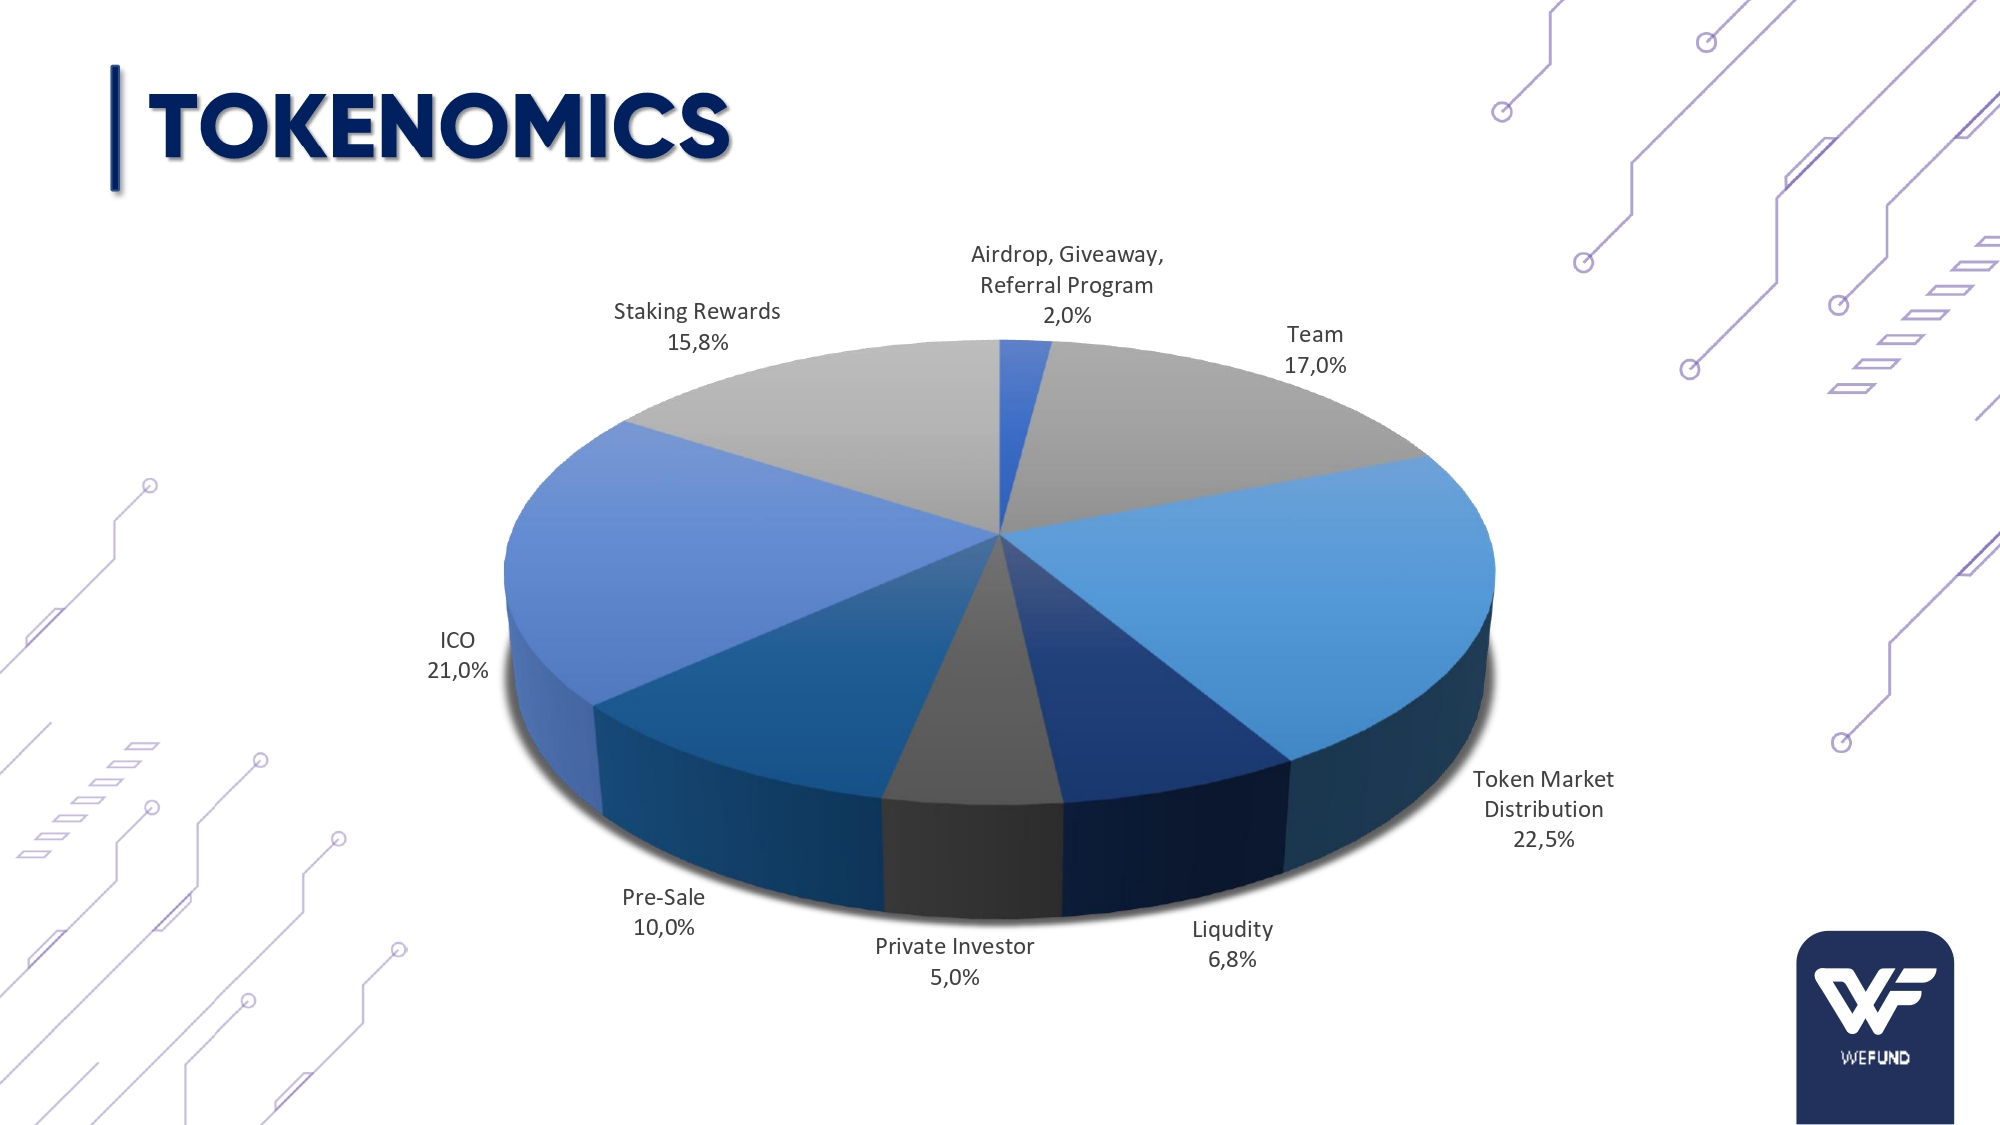 TOKENOMICS
Airdrop, Giveaway,
Referral Program
2,0%
Staking Rewards
15,8%
Team
17,0%
ICO
21,0%
Token Market
Distribution
22,5%
Pre-Sale
10,0%
Private Investor
5,0%
Liqudity
6,8%
WF
WEFUND